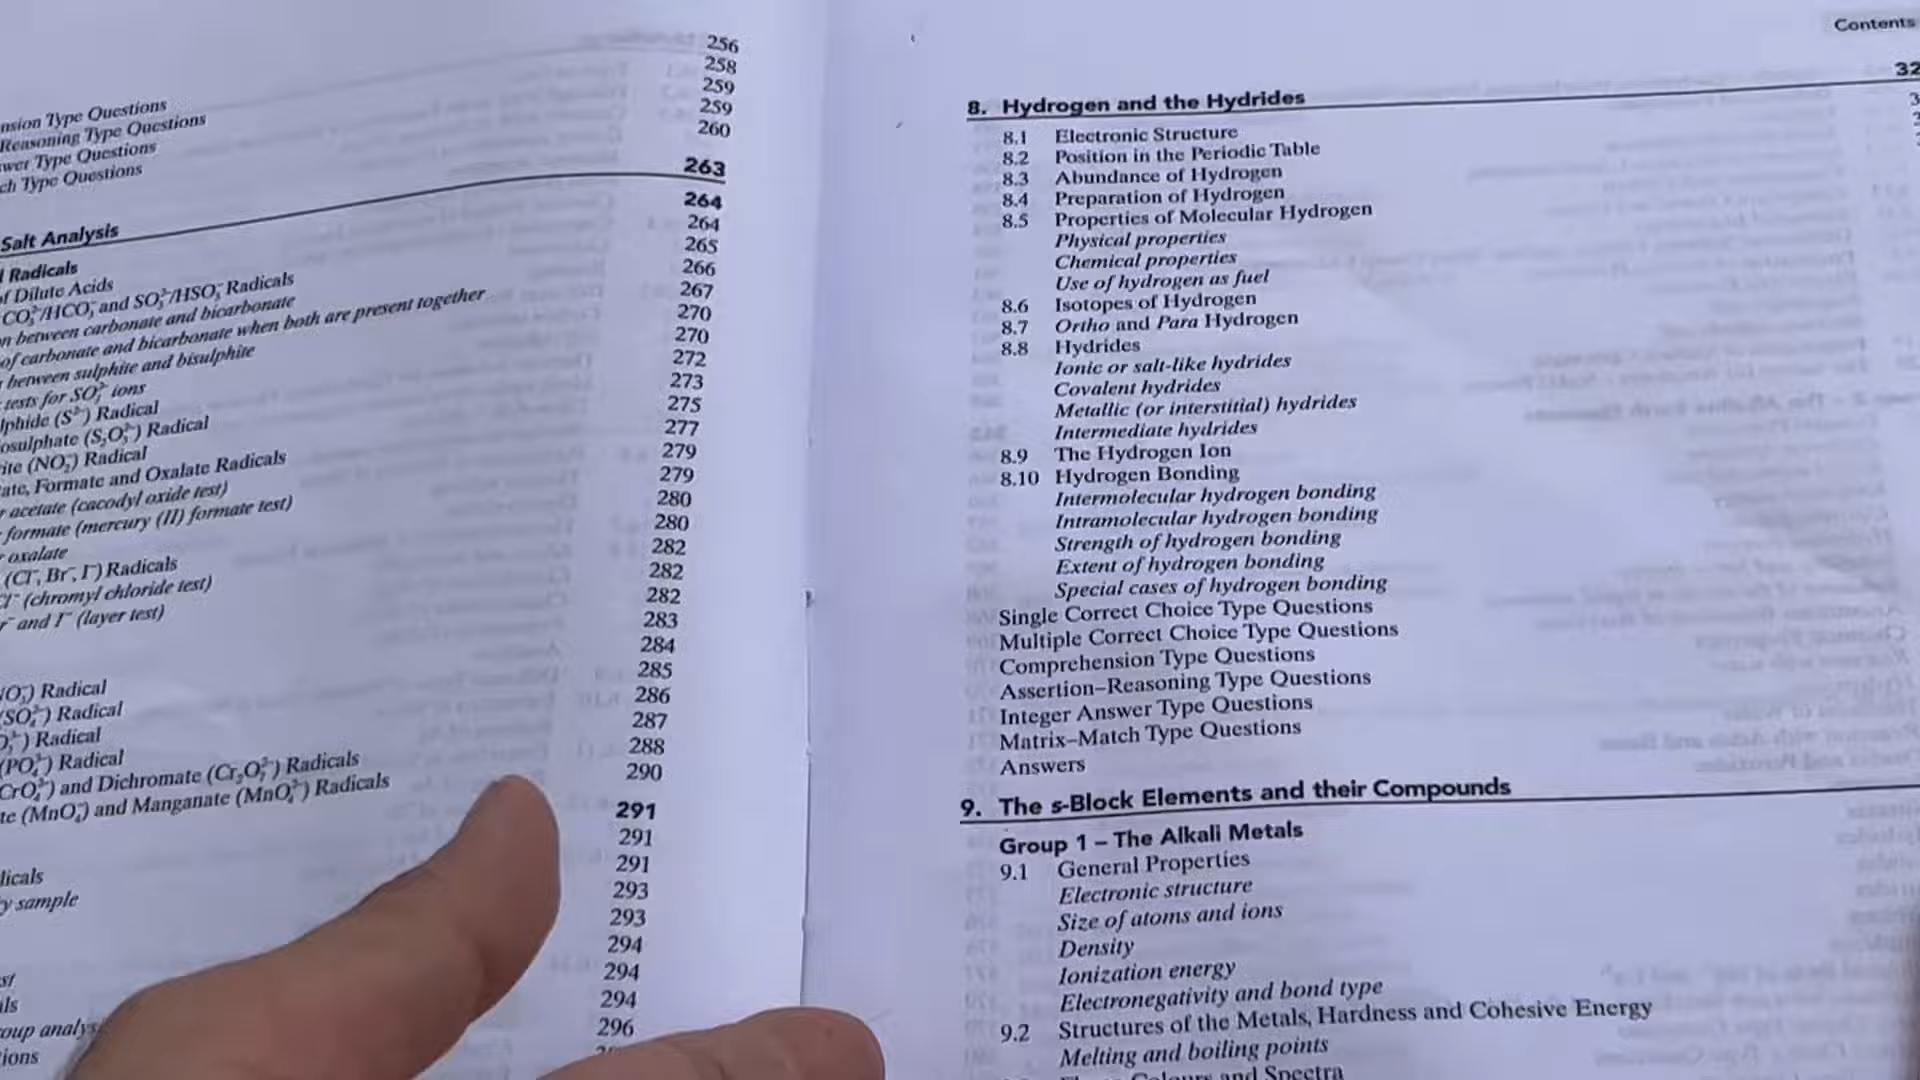 256
258
nsion Type Questions 259
Reasoning Type Questions 259
wer Type Questions 260
ch Type Questions
Salt Analysis 263
l Radicals 264
f Dilute Acids 264
CO₃²⁻/HCO₃⁻ and SO₃²⁻/HSO₃⁻ Radicals 265
n between carbonate and bicarbonate 266
of carbonate and bicarbonate when both are present together 267
between sulphite and bisulphite 270
tests for SO₃²⁻ ions 270
lphide (S²⁻) Radical 272
osulphate (S₂O₃²⁻) Radical 273
ite (NO₂⁻) Radical 275
ate, Formate and Oxalate Radicals 277
r acetate (cacodyl oxide test) 279
formate (mercury (II) formate test) 279
r oxalate 280
(Cl⁻, Br⁻, I⁻) Radicals 280
Cl⁻ (chromyl chloride test) 282
r⁻ and I⁻ (layer test) 282
282
283
NO₃⁻) Radical 284
(SO₄²⁻) Radical 285
) Radical 286
(PO₄³⁻) Radical 287
CrO₄²⁻) and Dichromate (Cr₂O₇²⁻) Radicals 288
te (MnO₄⁻) and Manganate (MnO₄²⁻) Radicals 290
291
291
dicals 291
y sample 293
293
294
st 294
ls 294
oup analys 296
ions
Contents
8. Hydrogen and the Hydrides 32
8.1 Electronic Structure 3
8.2 Position in the Periodic Table
8.3 Abundance of Hydrogen
8.4 Preparation of Hydrogen
8.5 Properties of Molecular Hydrogen
Physical properties
Chemical properties
Use of hydrogen as fuel
8.6 Isotopes of Hydrogen
8.7 Ortho and Para Hydrogen
8.8 Hydrides
Ionic or salt-like hydrides
Covalent hydrides
Metallic (or interstitial) hydrides
Intermediate hydrides
8.9 The Hydrogen Ion
8.10 Hydrogen Bonding
Intermolecular hydrogen bonding
Intramolecular hydrogen bonding
Strength of hydrogen bonding
Extent of hydrogen bonding
Special cases of hydrogen bonding
Single Correct Choice Type Questions
Multiple Correct Choice Type Questions
Comprehension Type Questions
Assertion–Reasoning Type Questions
Integer Answer Type Questions
Matrix–Match Type Questions
Answers
9. The s-Block Elements and their Compounds
Group 1 – The Alkali Metals
9.1 General Properties
Electronic structure
Size of atoms and ions
Density
Ionization energy
Electronegativity and bond type
9.2 Structures of the Metals, Hardness and Cohesive Energy
Melting and boiling points
Colours and Spectra